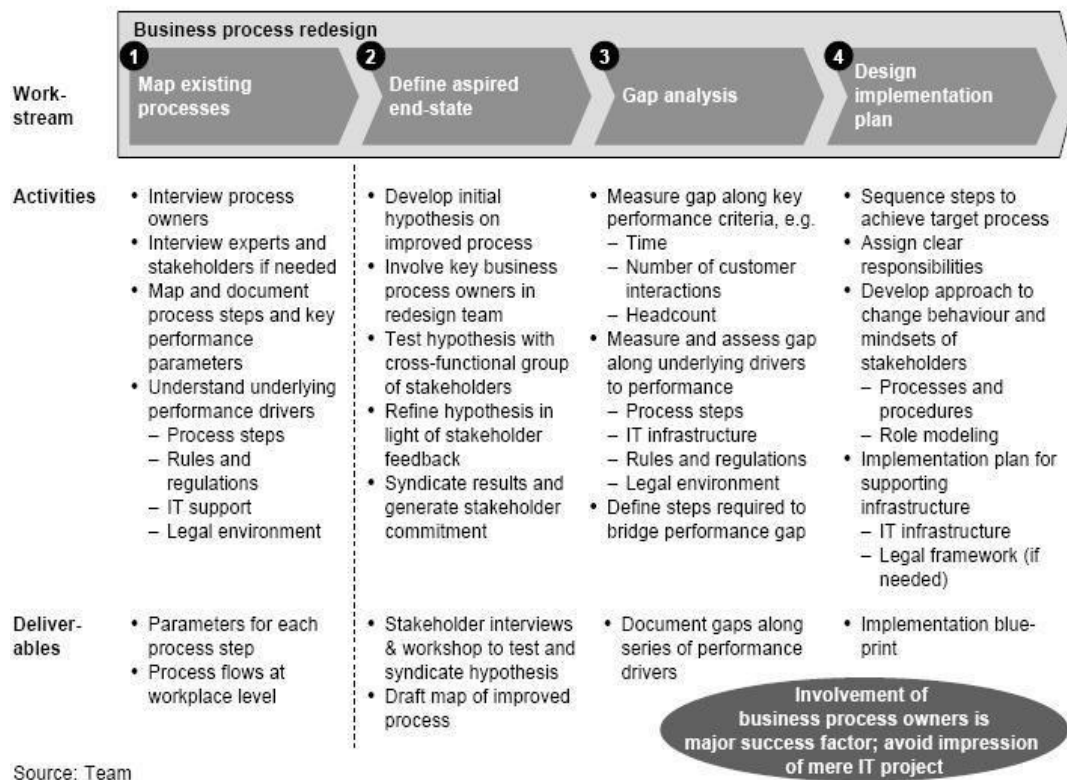 Business process redesign
Work-
stream
1
Map existing
processes
2
Define aspired
end-state
3
Gap analysis
4
Design
implementation
plan
Activities
• Interview process
owners
• Interview experts and
stakeholders if needed
• Map and document
process steps and key
performance
parameters
• Understand underlying
performance drivers
– Process steps
– Rules and
regulations
– IT support
– Legal environment
• Develop initial
hypothesis on
improved process
• Involve key business
process owners in
redesign team
• Test hypothesis with
cross-functional group
of stakeholders
• Refine hypothesis in
light of stakeholder
feedback
• Syndicate results and
generate stakeholder
commitment
• Measure gap along key
performance criteria, e.g.
– Time
– Number of customer
interactions
– Headcount
• Measure and assess gap
along underlying drivers
to performance
– Process steps
– IT infrastructure
– Rules and regulations
– Legal environment
• Define steps required to
bridge performance gap
• Sequence steps to
achieve target process
• Assign clear
responsibilities
• Develop approach to
change behaviour and
mindsets of
stakeholders
– Processes and
procedures
– Role modeling
• Implementation plan for
supporting
infrastructure
– IT infrastructure
– Legal framework (if
needed)
Deliver-
ables
• Parameters for each
process step
• Process flows at
workplace level
• Stakeholder interviews
& workshop to test and
syndicate hypothesis
• Draft map of improved
process
• Document gaps along
series of performance
drivers
• Implementation blue-
print
Involvement of
business process owners is
major success factor; avoid impression
of mere IT project
Source: Team